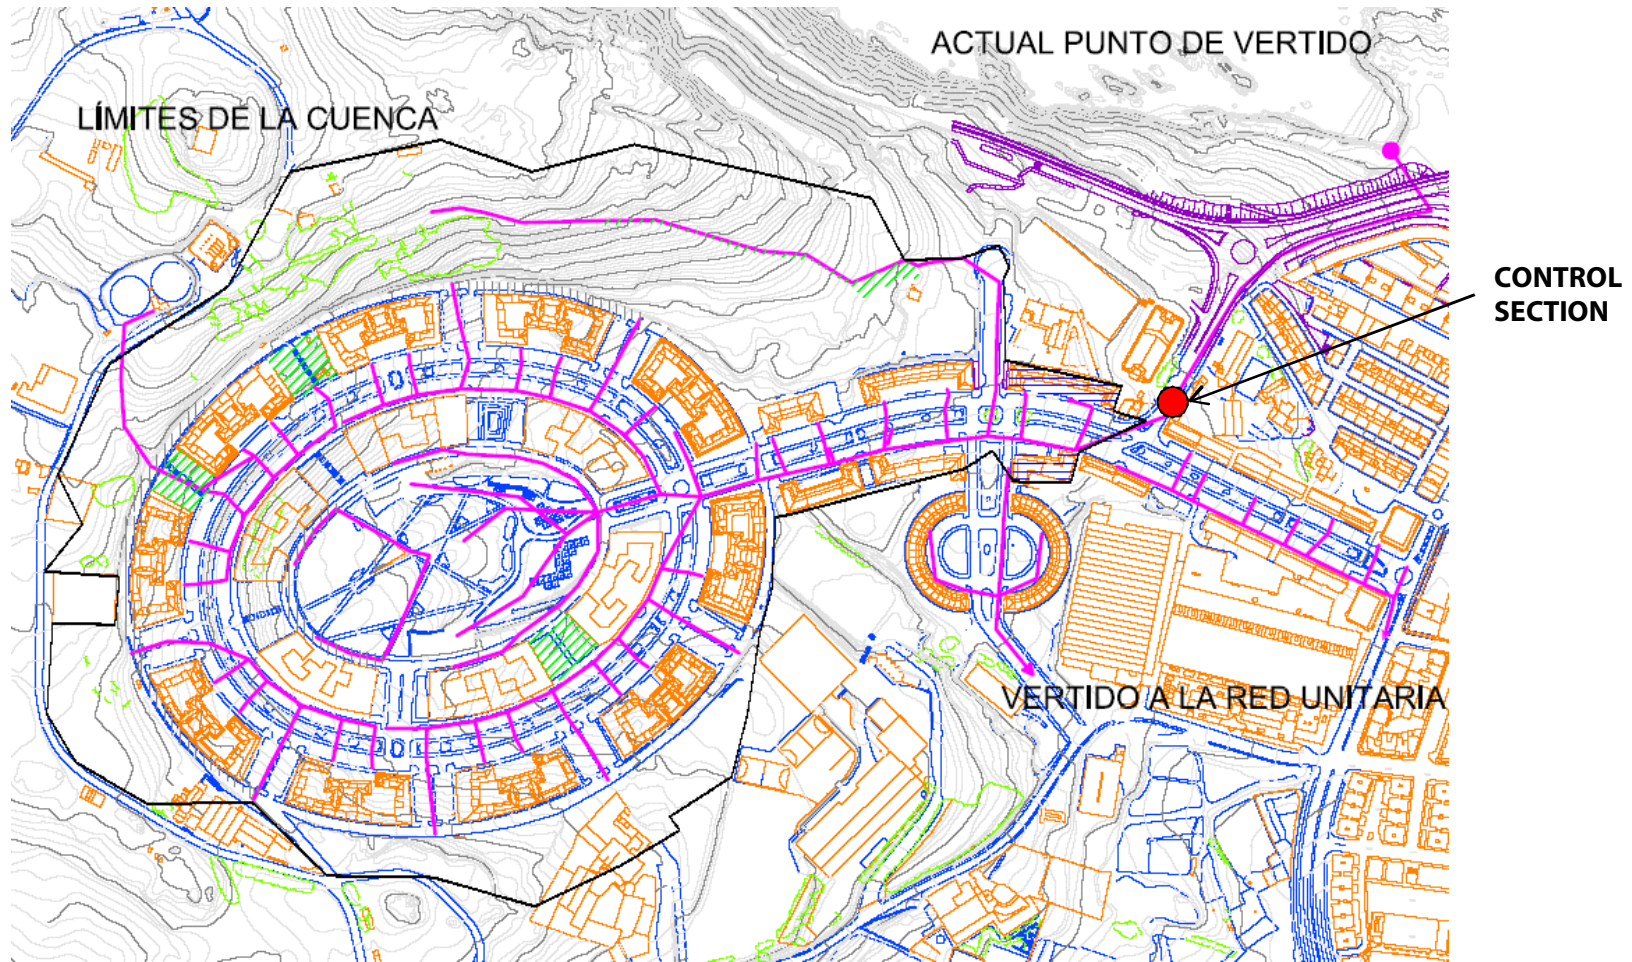 ACTUAL PUNTO DE VERTIDO
LÍMITES DE LA CUENCA
CONTROL
SECTION
VERTIDO A LA RED UNITARIA